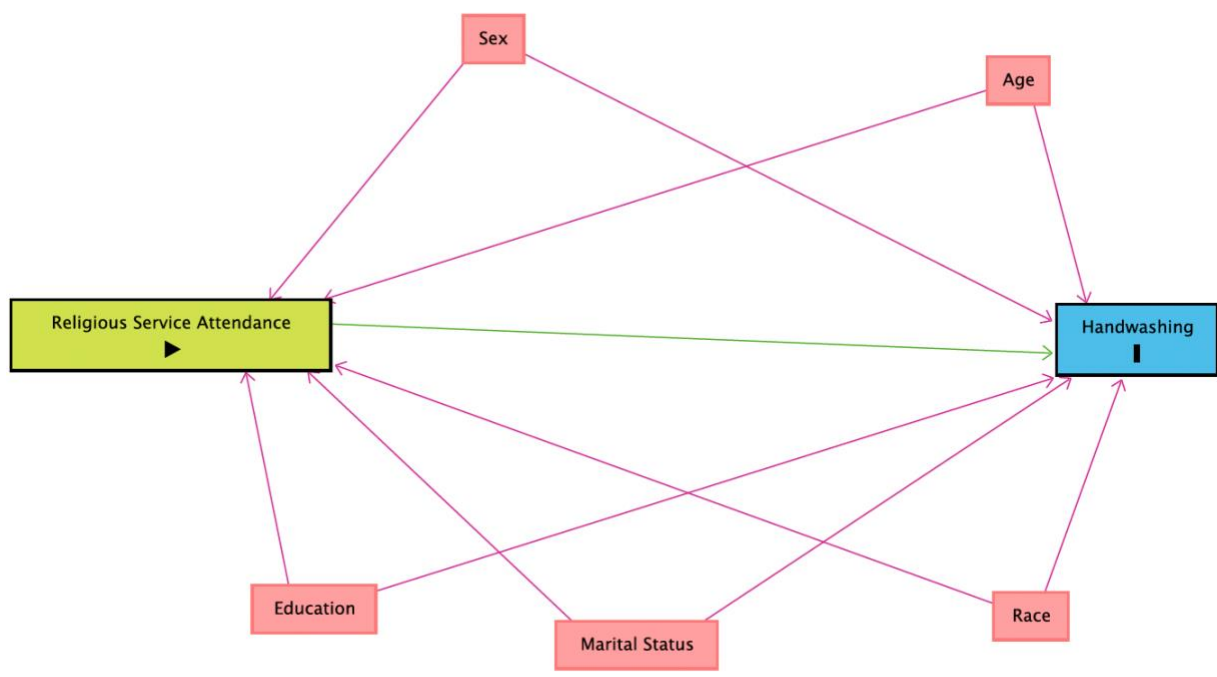 Sex
Age
Religious Service Attendance
Handwashing
Education
Marital Status
Race